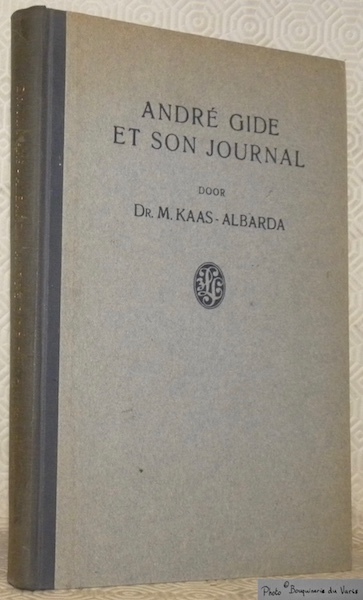 ANDRÉ GIDE
ET SON JOURNAL
DOOR
DR. M. KAAS-ALBARDA
Photo © Bouquinerie du Varis